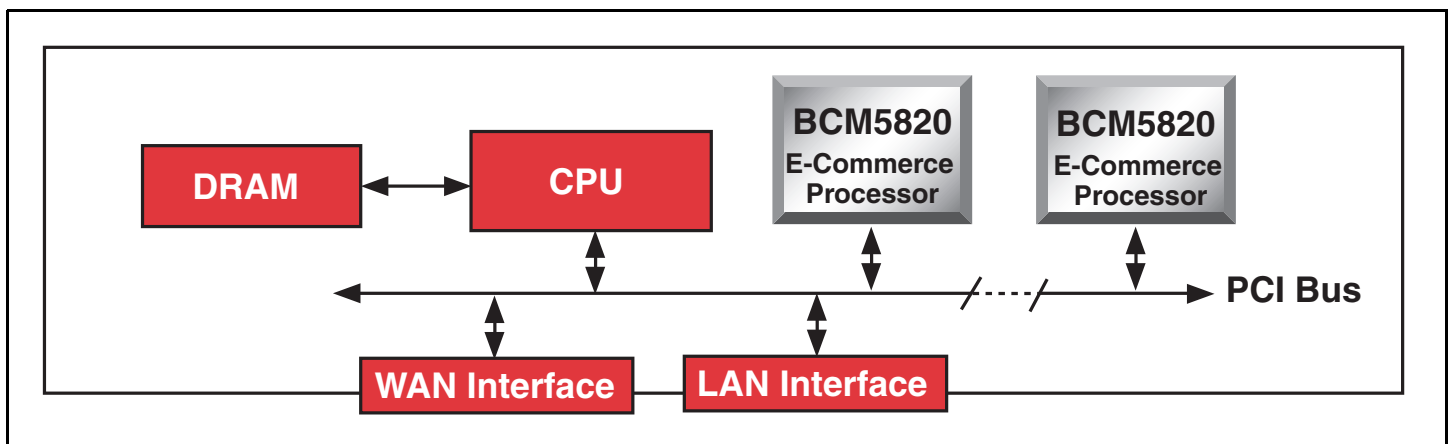 DRAM
CPU
BCM5820
E-Commerce
Processor
BCM5820
E-Commerce
Processor
PCI Bus
WAN Interface
LAN Interface